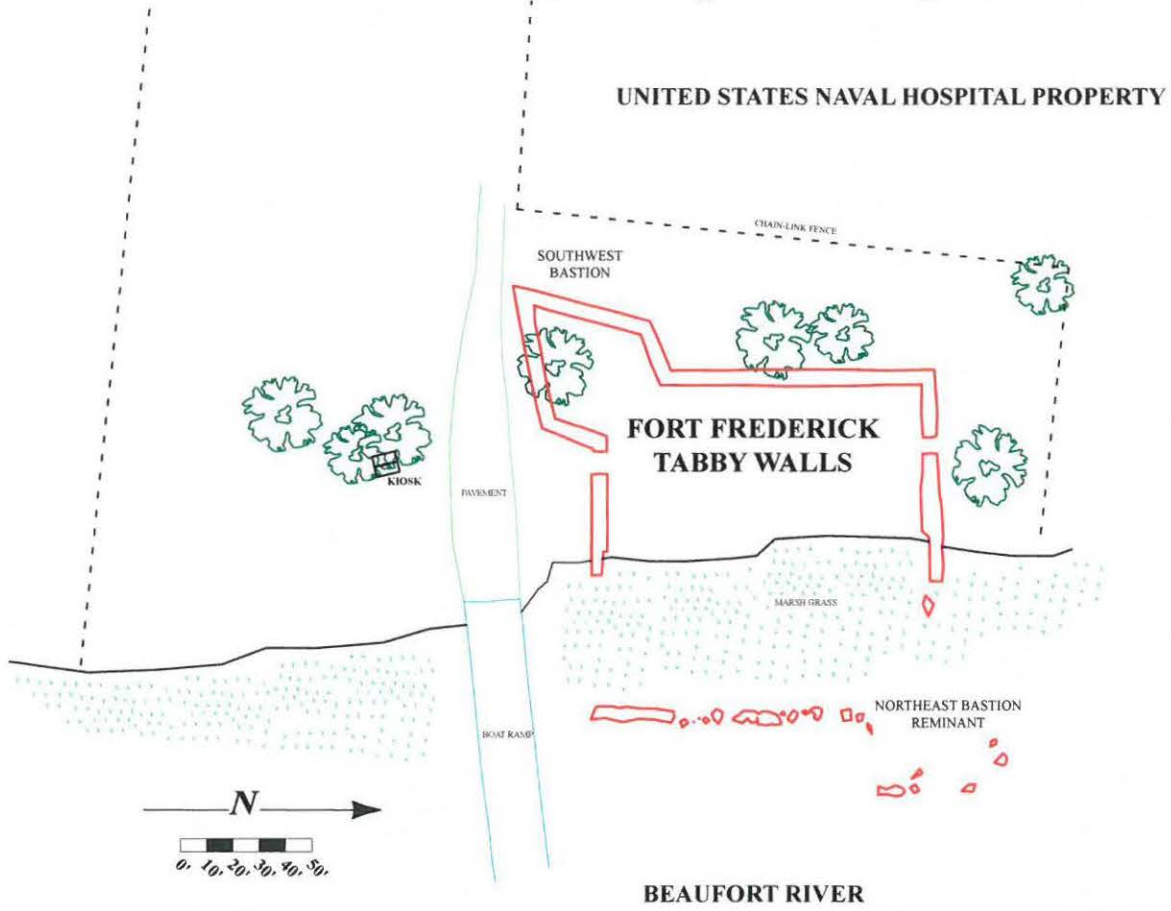 UNITED STATES NAVAL HOSPITAL PROPERTY
CHAIN-LINK FENCE
SOUTHWEST
BASTION
FORT FREDERICK
TABBY WALLS
KIOSK
PAVEMENT
MARSH GRASS
NORTHEAST BASTION
REMINANT
BOAT RAMP
N
0' 10' 20' 30' 40' 50'
BEAUFORT RIVER